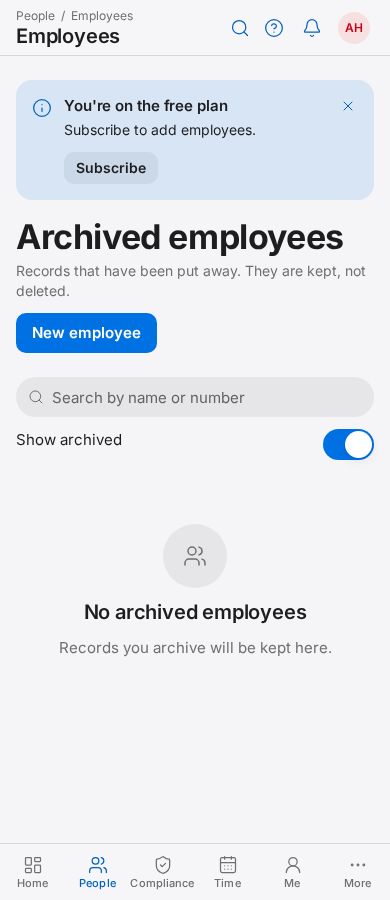 People / Employees
Employees
AH
You're on the free plan
Subscribe to add employees.
Subscribe
Archived employees
Records that have been put away. They are kept, not
deleted.
New employee
Search by name or number
Show archived
No archived employees
Records you archive will be kept here.
Home People Compliance Time Me More